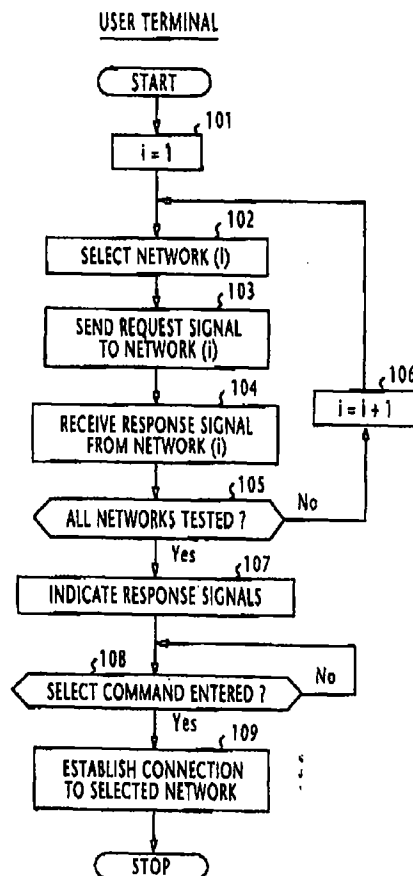 USER TERMINAL
START
101
i = 1
102
SELECT NETWORK (I)
103
SEND REQUEST SIGNAL
TO NETWORK (i)
104
RECEIVE RESPONSE SIGNAL
FROM NETWORK (i)
106
i = i + 1
105
ALL NETWORKS TESTED ?
No
Yes
107
INDICATE RESPONSE SIGNALS
108
SELECT COMMAND ENTERED ?
No
Yes
109
ESTABLISH CONNECTION
TO SELECTED NETWORK
STOP